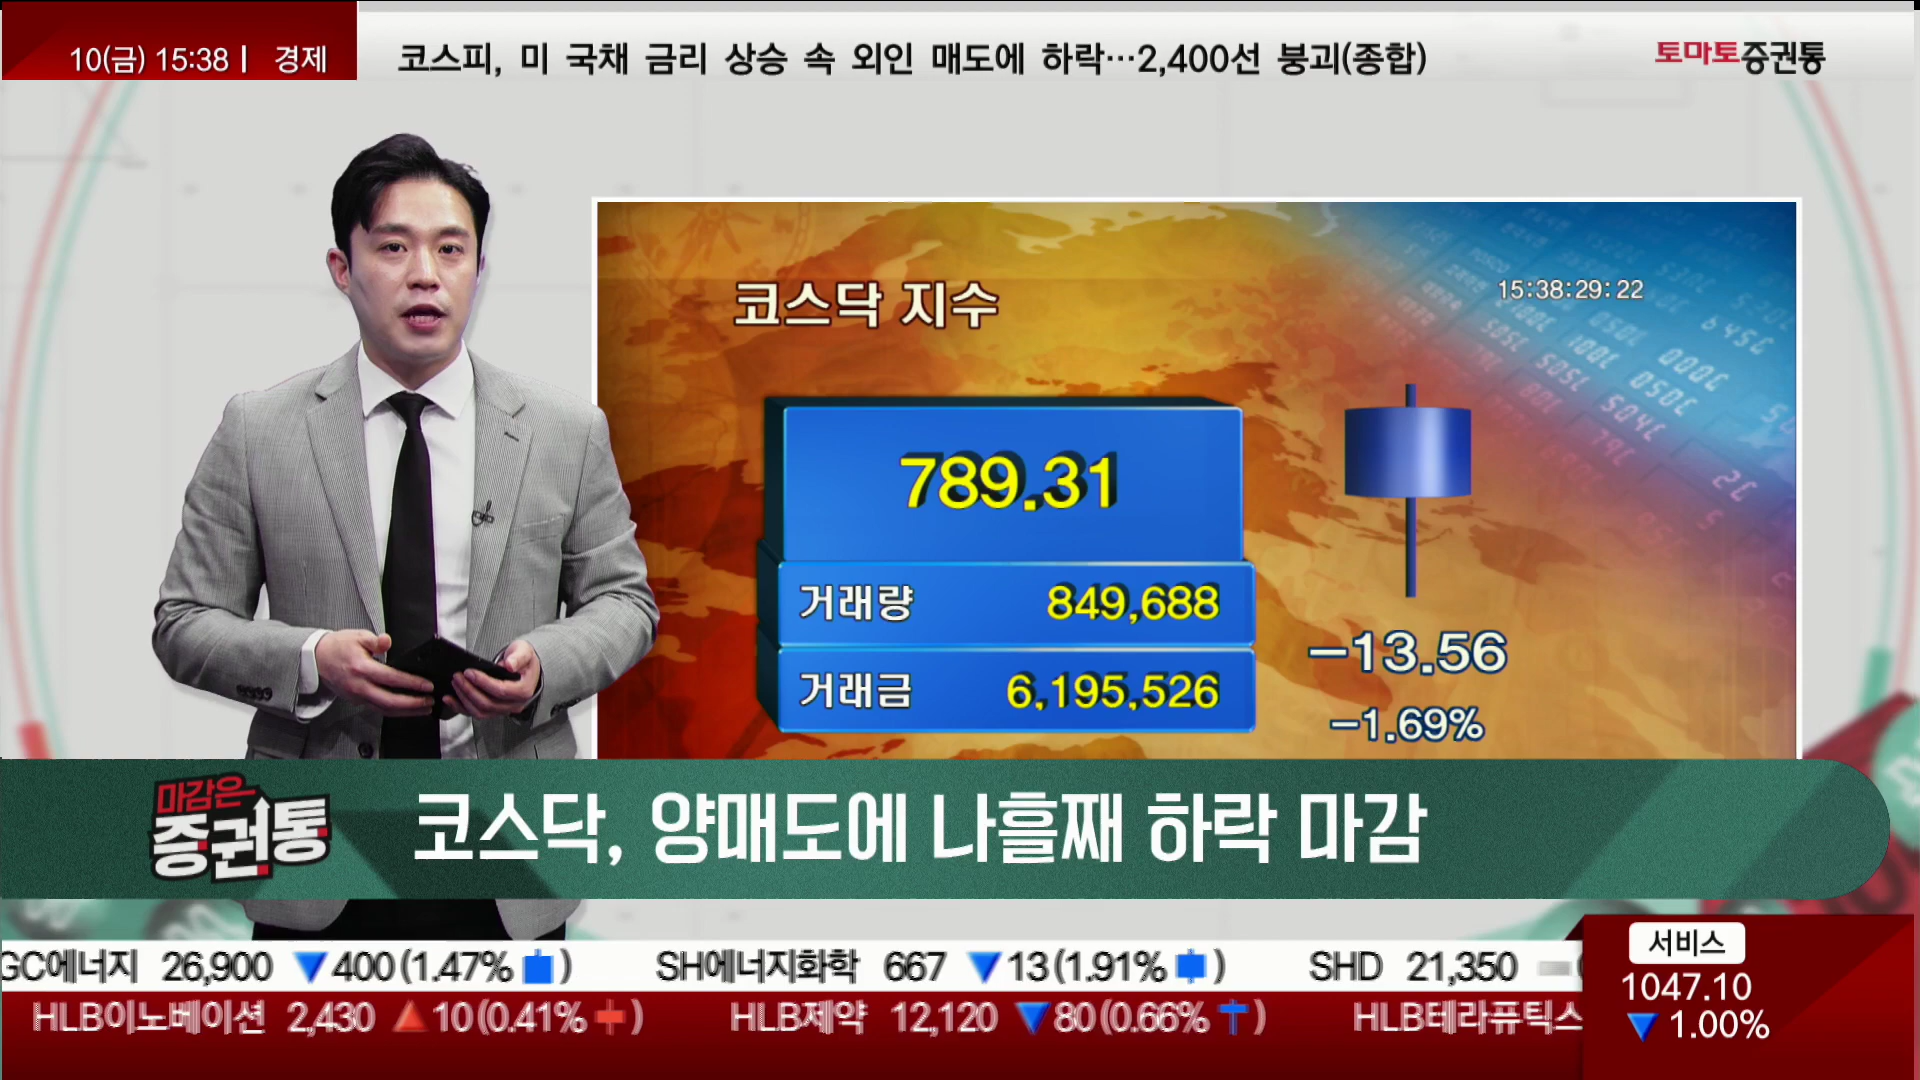 10(금) 15:38 | 경제
코스피, 미 국채 금리 상승 속 외인 매도에 하락…2,400선 붕괴(종합)
토마토증권통
코스닥 지수
15:38:29:22
789.31
거래량 849,688
거래금 6,195,526
−13.56
−1.69%
마감은
증권통
코스닥, 양매도에 나흘째 하락 마감
GC에너지 26,900 ▼400(1.47%) SH에너지화학 667 ▼13(1.91%) SHD 21,350
HLB이노베이션 2,430 ▲10(0.41%) HLB제약 12,120 ▼80(0.66%) HLB테라퓨틱스
서비스
1047.10
▼ 1.00%